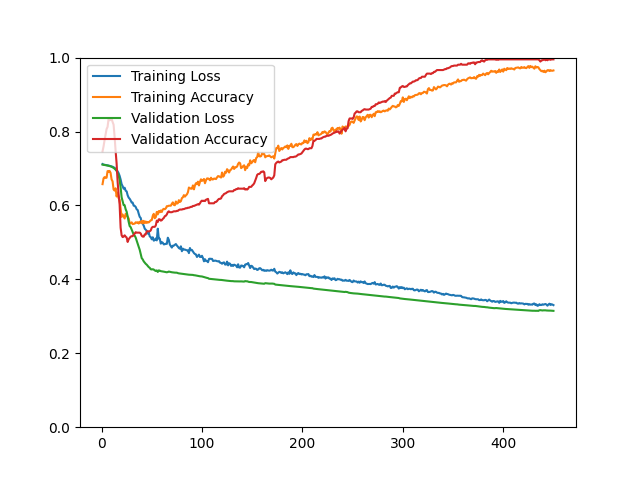 1.0
0.8
0.6
0.4
0.2
0.0
Training Loss
Training Accuracy
Validation Loss
Validation Accuracy
0 100 200 300 400